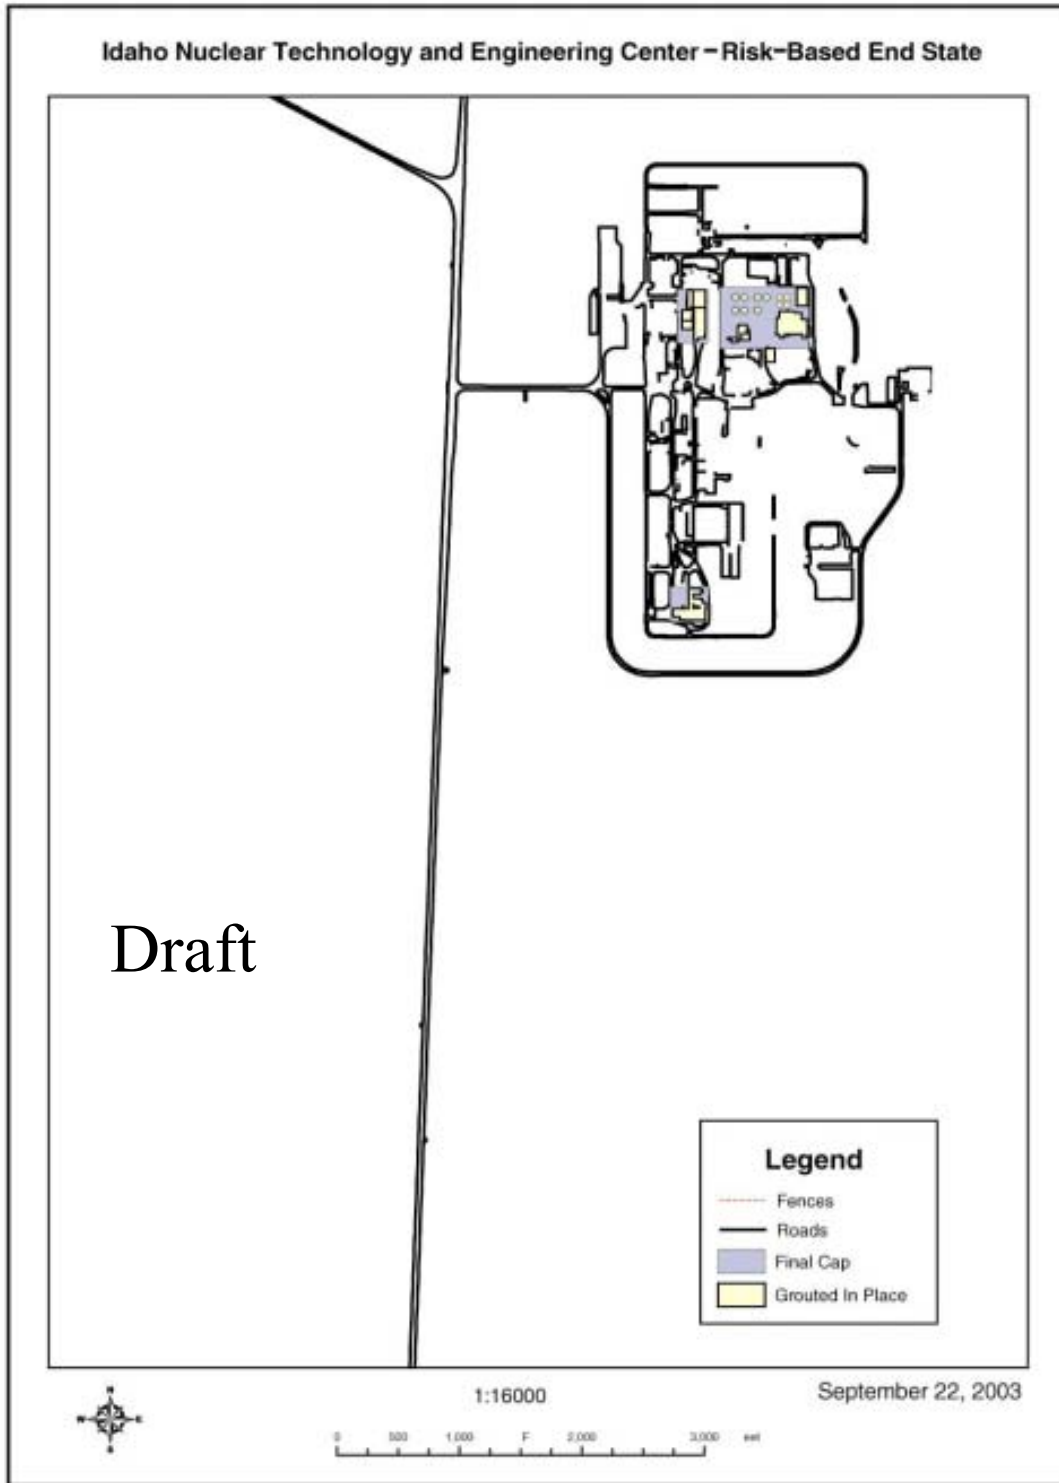 Idaho Nuclear Technology and Engineering Center – Risk-Based End State
Draft
Legend
Fences
Roads
Final Cap
Grouted In Place
1:16000
September 22, 2003
N
W E
S
0 500 1,000 F 2,000 3,000 eet